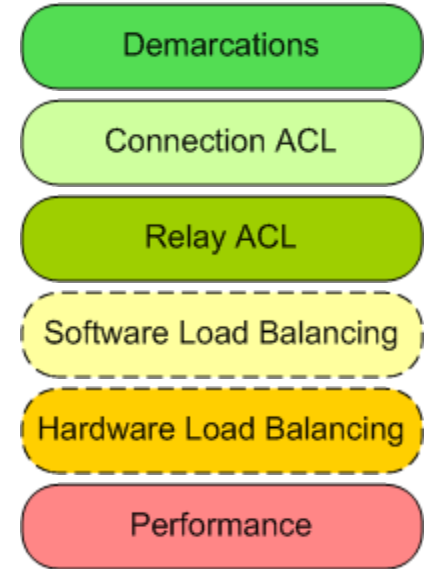 Demarcations
Connection ACL
Relay ACL
Software Load Balancing
Hardware Load Balancing
Performance